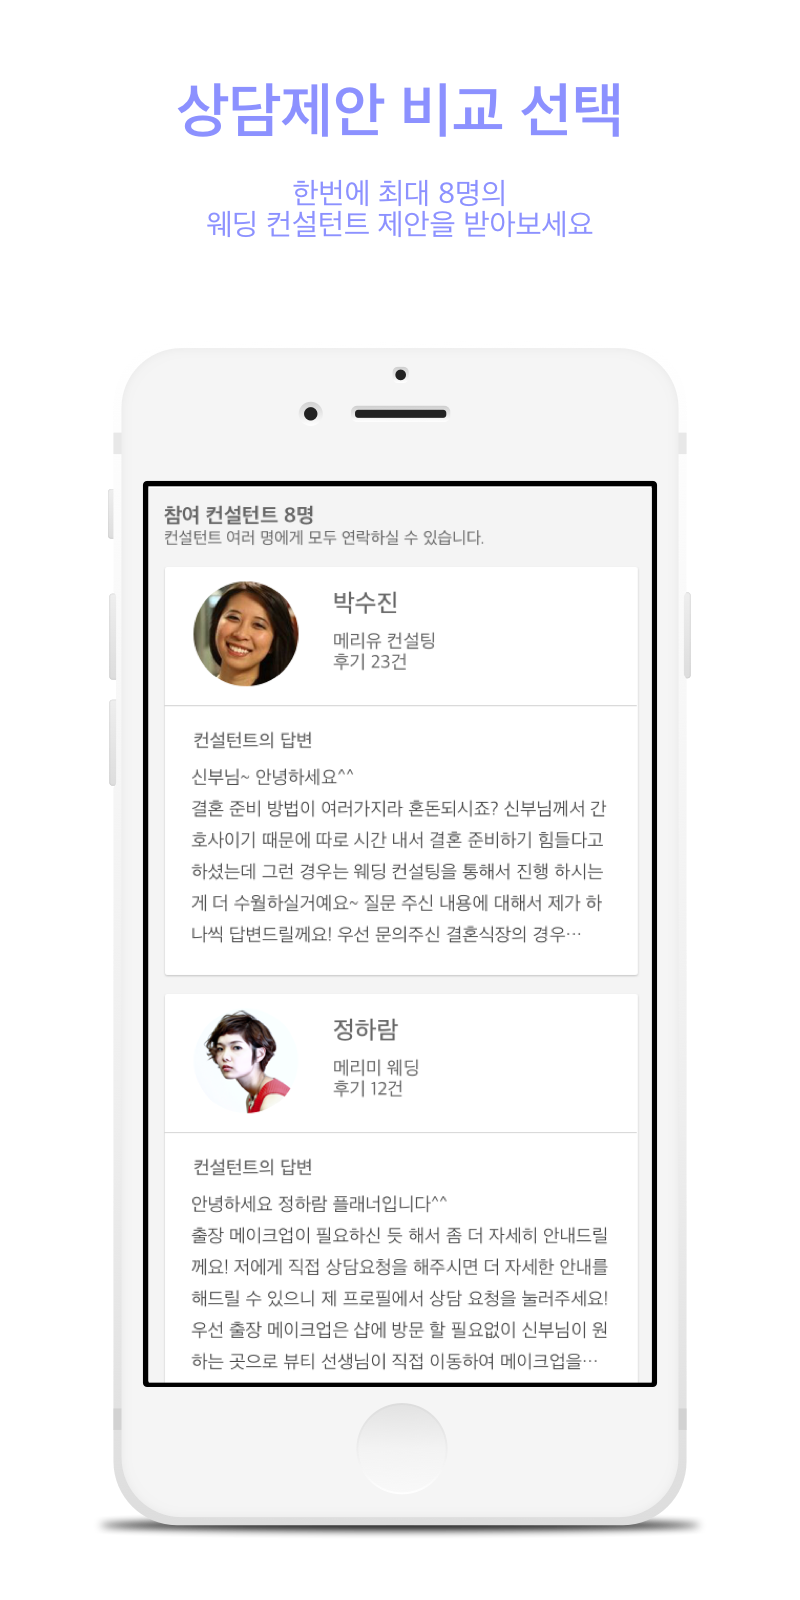 상담제안 비교 선택
한번에 최대 8명의
웨딩 컨설턴트 제안을 받아보세요
참여 컨설턴트 8명
컨설턴트 여러 명에게 모두 연락하실 수 있습니다.
박수진
메리유 컨설팅
후기 23건
컨설턴트의 답변
신부님~ 안녕하세요^^
결혼 준비 방법이 여러가지라 혼돈되시죠? 신부님께서 간
호사이기 때문에 따로 시간 내서 결혼 준비하기 힘들다고
하셨는데 그런 경우는 웨딩 컨설팅을 통해서 진행 하시는
게 더 수월하실거예요~ 질문 주신 내용에 대해서 제가 하
나씩 답변드릴께요! 우선 문의주신 결혼식장의 경우…
정하람
메리미 웨딩
후기 12건
컨설턴트의 답변
안녕하세요 정하람 플래너입니다^^
출장 메이크업이 필요하신 듯 해서 좀 더 자세히 안내드릴
께요! 저에게 직접 상담요청을 해주시면 더 자세한 안내를
해드릴 수 있으니 제 프로필에서 상담 요청을 눌러주세요!
우선 출장 메이크업은 샵에 방문 할 필요없이 신부님이 원
하는 곳으로 뷰티 선생님이 직접 이동하여 메이크업을…